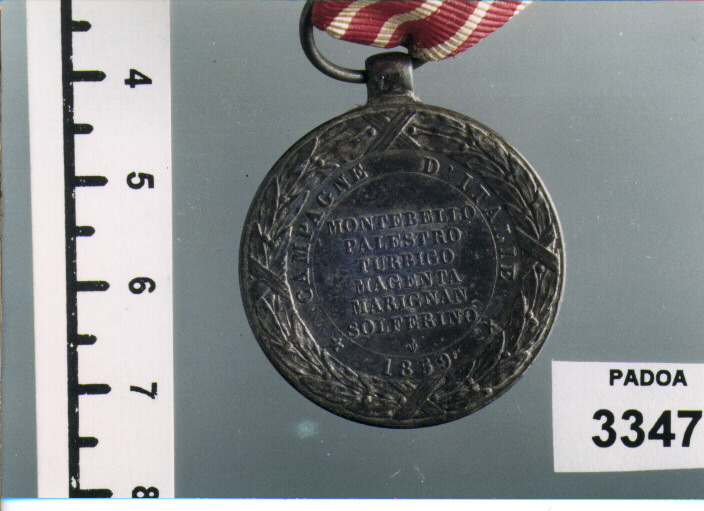 CAMPAGNE D'ITALIE
MONTEBELLO
PALESTRO
TURBIGO
MAGENTA
MARIGNAN
SOLFERINO
1859
4
5
6
7
8
PADOA
3347